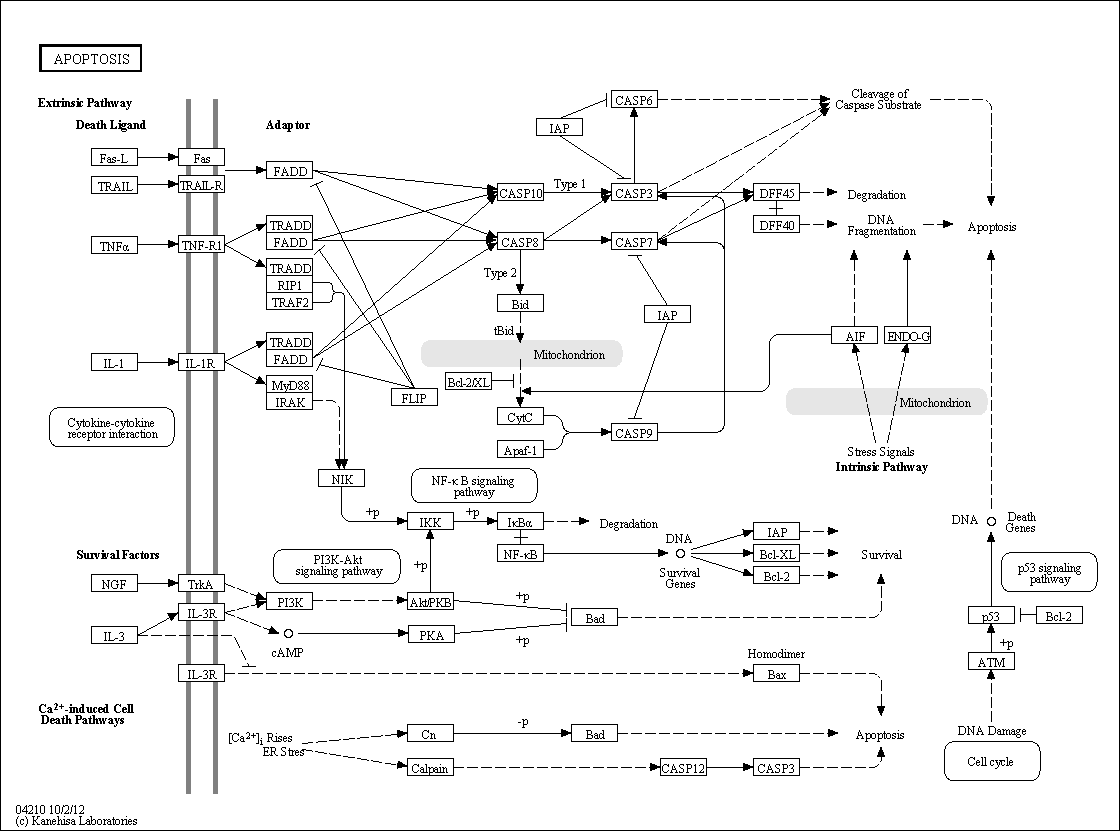 APOPTOSIS
Extrinsic Pathway
Death Ligand
Adaptor
Fas-L
Fas
FADD
TRAIL
TRAIL-R
TNFα
TNF-R1
TRADD
FADD
TRADD
RIP1
TRAF2
IL-1
IL-1R
TRADD
FADD
MyD88
IRAK
FLIP
Cytokine-cytokine
receptor interaction
CASP6
IAP
CASP10
Type 1
CASP3
CASP8
CASP7
Type 2
Bid
tBid
Mitochondrion
Bcl-2/XL
CytC
Apaf-1
CASP9
IAP
Cleavage of
Caspase Substrate
DFF45
Degradation
DFF40
DNA
Fragmentation
Apoptosis
AIF
ENDO-G
Mitochondrion
Stress Signals
Intrinsic Pathway
NIK
NF-κB signaling
pathway
+p
IKK
+p
IκBα
Degradation
NF-κB
DNA
Survival
Genes
IAP
Bcl-XL
Bcl-2
Survival
DNA
Death
Genes
Survival Factors
PI3K-Akt
signaling pathway
+p
NGF
TrkA
PI3K
Akt/PKB
+p
IL-3
IL-3R
cAMP
PKA
+p
Bad
p53 signaling
pathway
p53
Bcl-2
+p
ATM
IL-3R
Homodimer
Bax
Ca2+-induced Cell
Death Pathways
[Ca2+]i Rises
ER Stres
Cn
-p
Bad
Apoptosis
Calpain
CASP12
CASP3
DNA Damage
Cell cycle
04210 10/2/12
(c) Kanehisa Laboratories